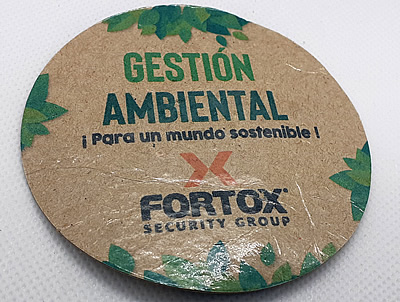 GESTIÓN
AMBIENTAL
¡Para un mundo sostenible!
FORTOX
SECURITY GROUP